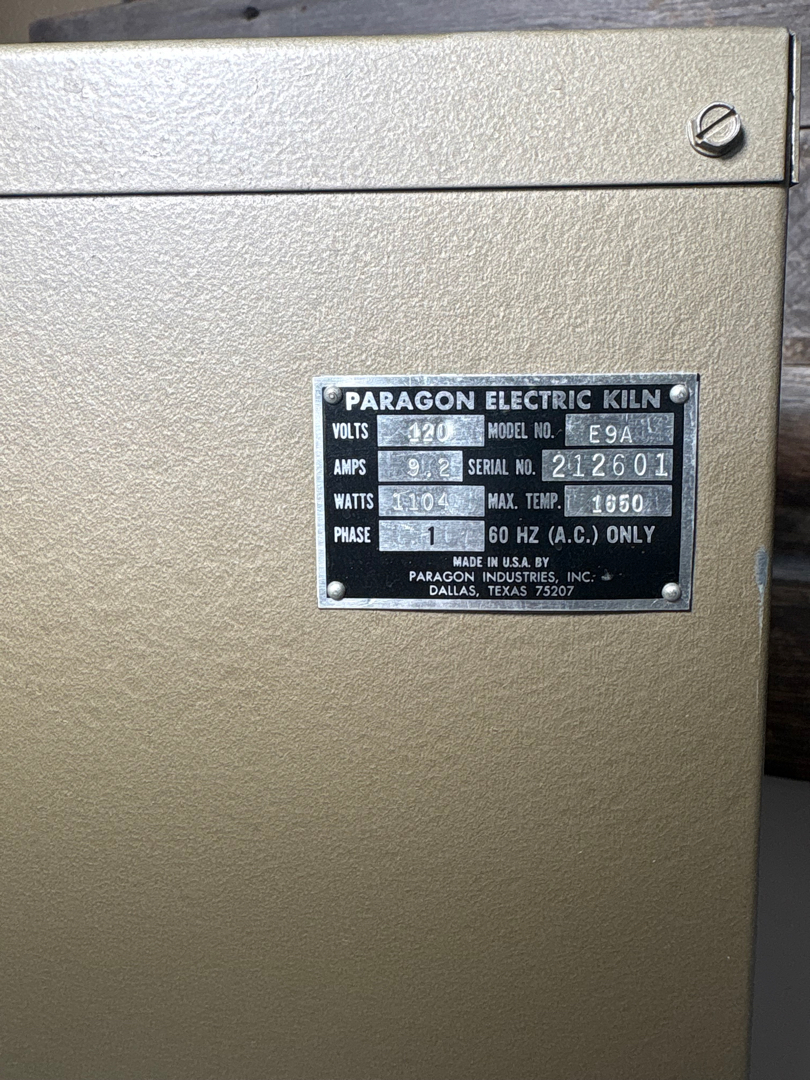 PARAGON ELECTRIC KILN
VOLTS 120 MODEL NO. E9A
AMPS 9.2 SERIAL NO. 212601
WATTS 1104 MAX. TEMP. 1650
PHASE 1 60 HZ (A.C.) ONLY
MADE IN U.S.A. BY
PARAGON INDUSTRIES, INC.
DALLAS, TEXAS 75207